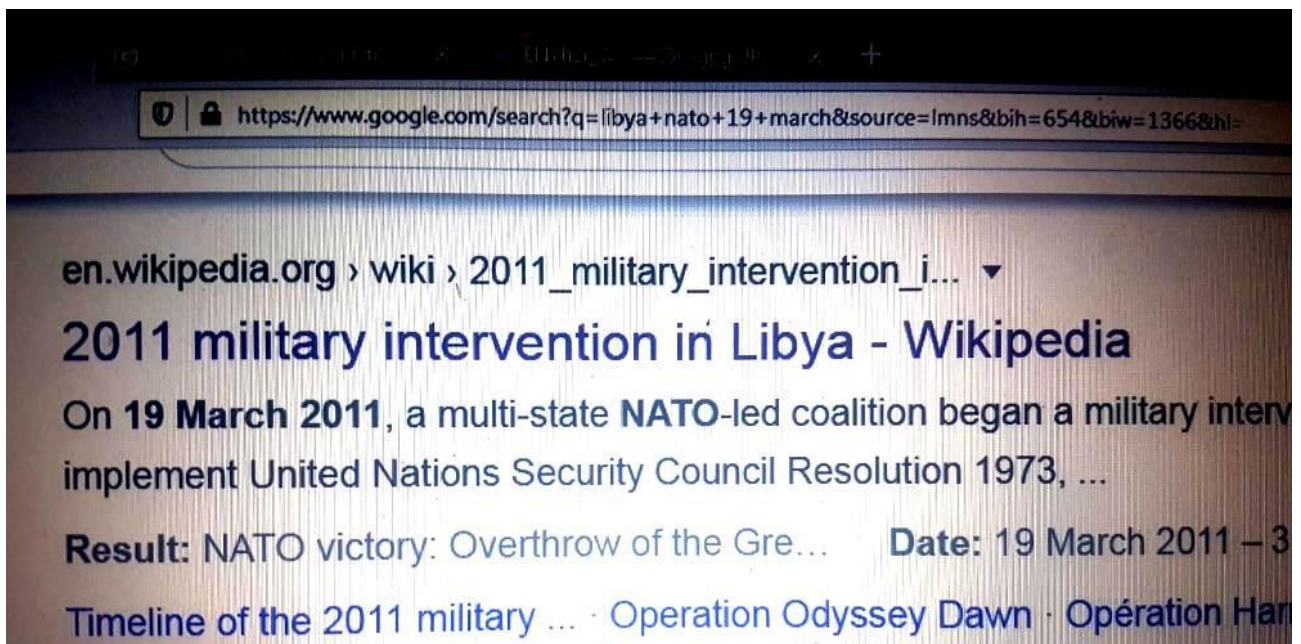 https://www.google.com/search?q=libya+nato+19+march&source=lmns&bih=654&biw=1366&hl=
en.wikipedia.org › wiki › 2011_military_intervention_i...
2011 military intervention in Libya - Wikipedia
On 19 March 2011, a multi-state NATO-led coalition began a military interv
implement United Nations Security Council Resolution 1973, ...
Result: NATO victory: Overthrow of the Gre... Date: 19 March 2011 – 3
Timeline of the 2011 military ... · Operation Odyssey Dawn · Opération Har